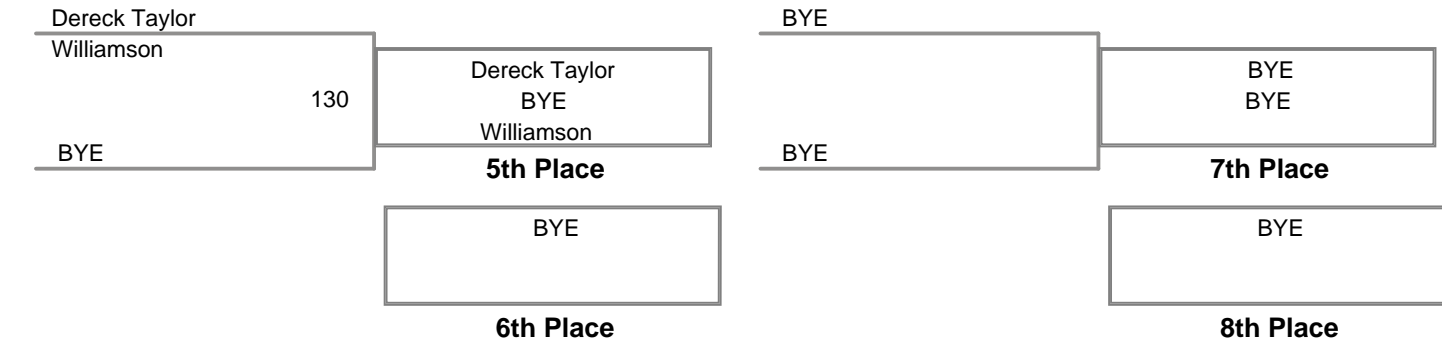 Dereck Taylor
Williamson
130
BYE
Dereck Taylor
BYE
Williamson
5th Place
BYE
6th Place
BYE
BYE
BYE
BYE
7th Place
BYE
8th Place